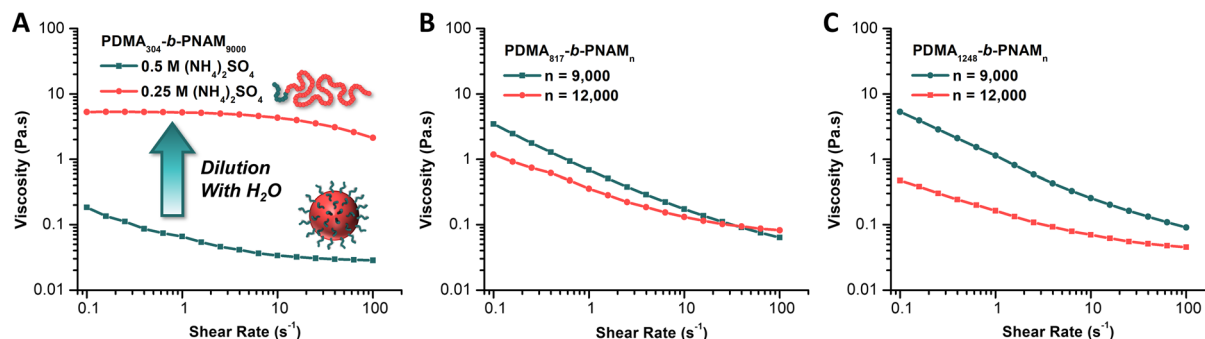 A
PDMA304-b-PNAM9000
0.5 M (NH4)2SO4
0.25 M (NH4)2SO4
Dilution
With H2O
Viscosity (Pa.s)
100
10
1
0.1
0.01
0.1
1
10
100
Shear Rate (s-1)
B
PDMA817-b-PNAMn
n = 9,000
n = 12,000
Viscosity (Pa.s)
100
10
1
0.1
0.01
0.1
1
10
100
Shear Rate (s-1)
C
PDMA1248-b-PNAMn
n = 9,000
n = 12,000
Viscosity (Pa.s)
100
10
1
0.1
0.01
0.1
1
10
100
Shear Rate (s-1)